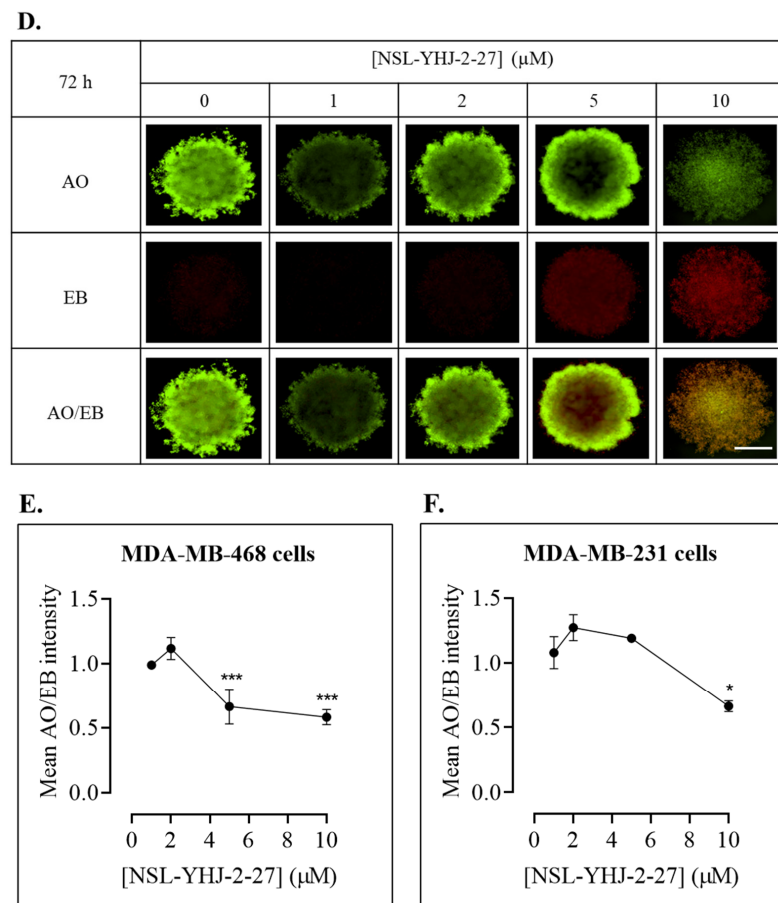 D.
72 h
[NSL-YHJ-2-27] (µM)
0 1 2 5 10
AO
EB
AO/EB
E.
MDA-MB-468 cells
Mean AO/EB intensity
1.5
1.0
0.5
0.0
***
***
0 2 4 6 8 10
[NSL-YHJ-2-27] (µM)
F.
MDA-MB-231 cells
Mean AO/EB intensity
1.5
1.0
0.5
0.0
*
0 2 4 6 8 10
[NSL-YHJ-2-27] (µM)